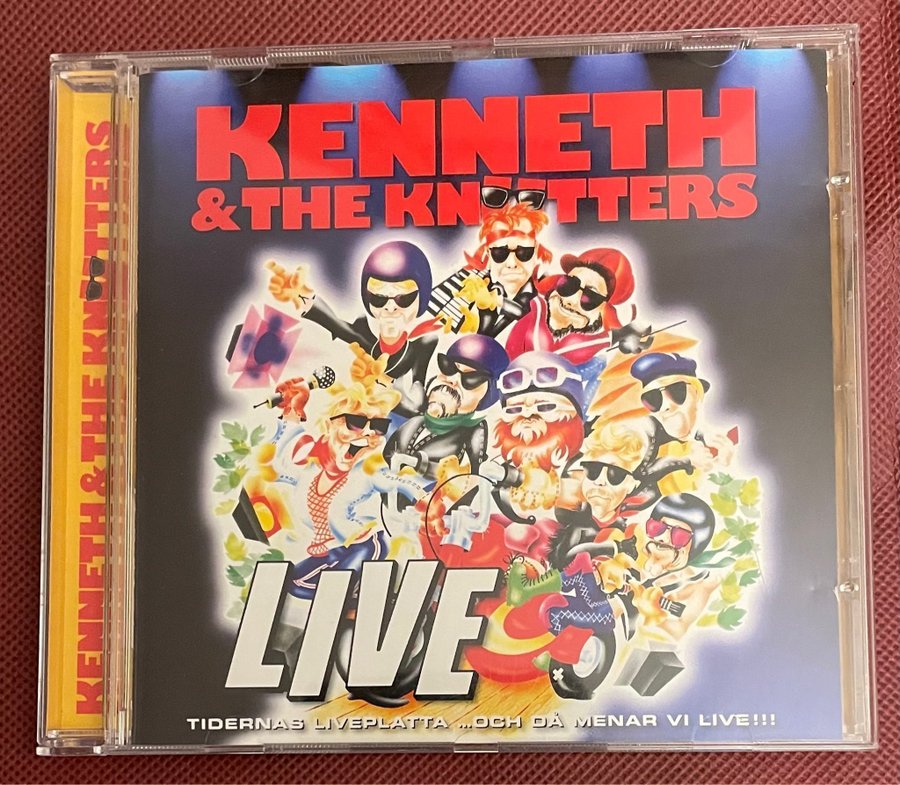 KENNETH & THE KNUTTERS
KENNETH
& THE KNUTTERS
LIVE
TIDERNAS LIVEPLATTA ...OCH DÅ MENAR VI LIVE!!!